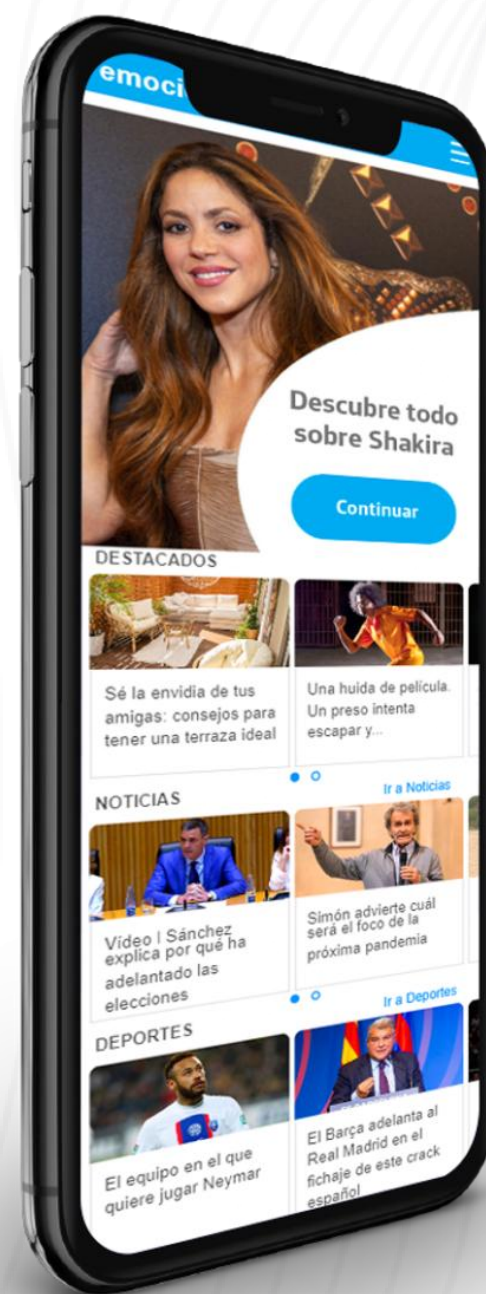 emoci
Descubre todo
sobre Shakira
Continuar
DESTACADOS
Sé la envidia de tus
amigas: consejos para
tener una terraza ideal
Una huida de película.
Un preso intenta
escapar y...
NOTICIAS
Ir a Noticias
Vídeo | Sánchez
explica por qué ha
adelantado las
elecciones
Simón advierte cuál
será el foco de la
próxima pandemia
DEPORTES
Ir a Deportes
El equipo en el que
quiere jugar Neymar
El Barça adelanta al
Real Madrid en el
fichaje de este crack
español